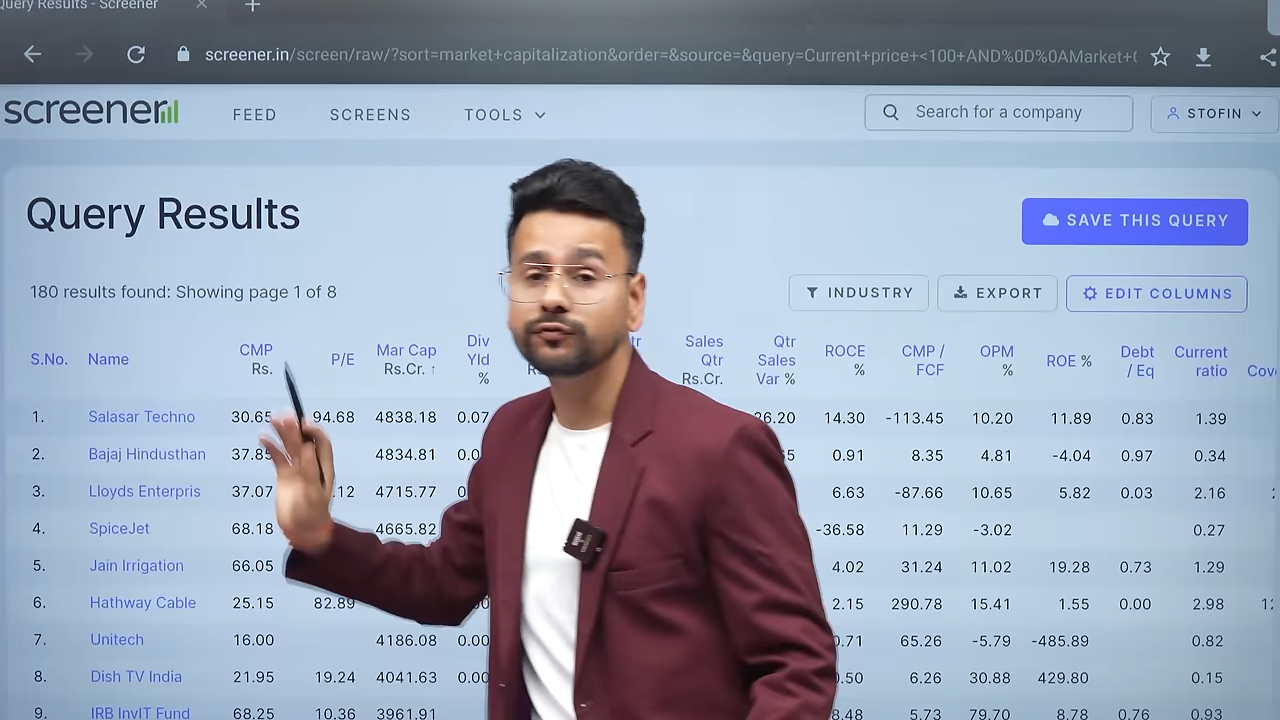 Query Results - Screener
screener.in/screen/raw/?sort=market+capitalization&order=&source=&query=Current+price+<100+AND%0D%0AMarket+
screener FEED SCREENS TOOLS Search for a company STOFIN
Query Results
SAVE THIS QUERY
180 results found: Showing page 1 of 8
INDUSTRY EXPORT EDIT COLUMNS
S.No. Name CMP Rs. P/E Mar Cap Rs.Cr. ↑ Div Yld % Sales Qtr Rs.Cr. Qtr Sales Var % ROCE % CMP / FCF OPM % ROE % Debt / Eq Current ratio
1. Salasar Techno 30.65 94.68 4838.18 0.07 26.20 14.30 -113.45 10.20 11.89 0.83 1.39
2. Bajaj Hindusthan 37.85 4834.81 0.91 8.35 4.81 -4.04 0.97 0.34
3. Lloyds Enterpris 37.07 .12 4715.77 6.63 -87.66 10.65 5.82 0.03 2.16
4. SpiceJet 68.18 4665.82 -36.58 11.29 -3.02 0.27
5. Jain Irrigation 66.05 4.02 31.24 11.02 19.28 0.73 1.29
6. Hathway Cable 25.15 82.89 2.15 290.78 15.41 1.55 0.00 2.98
7. Unitech 16.00 4186.08 0.00 0.71 65.26 -5.79 -485.89 0.82
8. Dish TV India 21.95 19.24 4041.63 0.00 .50 6.26 30.88 429.80 0.15
9. IRB InvIT Fund 68.25 10.36 3961.91 8.48 5.73 79.70 8.78 0.76 0.93